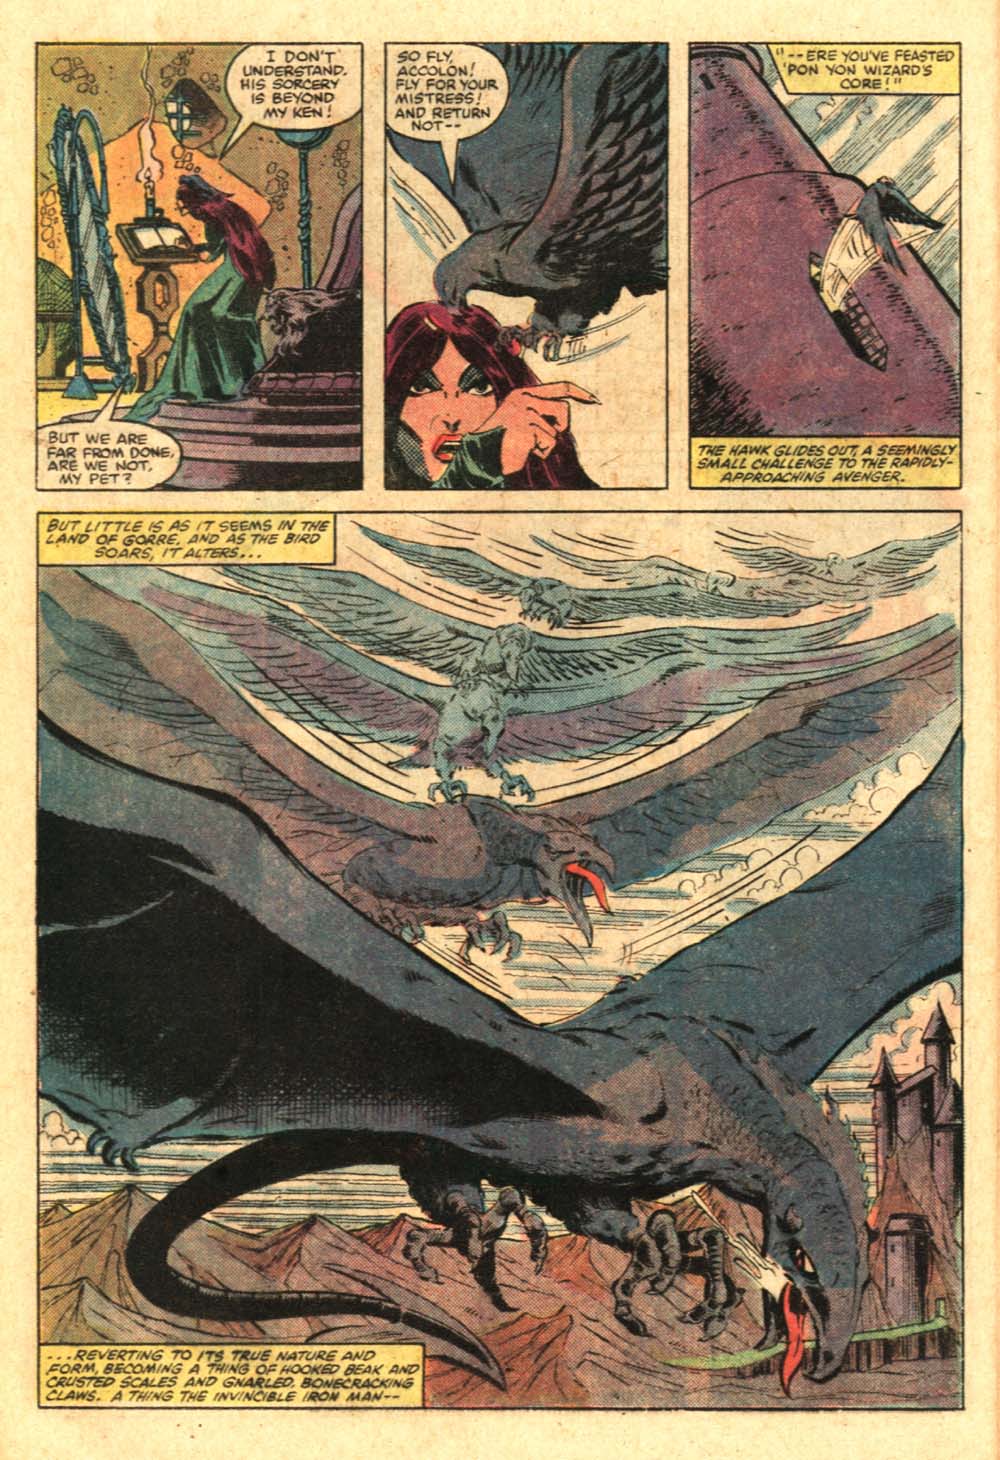 I DON'T
UNDERSTAND.
HIS SORCERY
IS BEYOND
MY KEN!
BUT WE ARE
FAR FROM DONE,
ARE WE NOT,
MY PET?
SO FLY,
ACCOLON!
FLY FOR YOUR
MISTRESS!
AND RETURN
NOT--
"--ERE YOU'VE FEASTED
'PON YON WIZARD'S
CORE!"
THE HAWK GLIDES OUT, A SEEMINGLY
SMALL CHALLENGE TO THE RAPIDLY-
APPROACHING AVENGER.
BUT LITTLE IS AS IT SEEMS IN THE
LAND OF GORRE, AND AS THE BIRD
SOARS, IT ALTERS...
...REVERTING TO ITS TRUE NATURE AND
FORM, BECOMING A THING OF HOOKED BEAK AND
CRUSTED SCALES AND GNARLED, BONECRACKING
CLAWS. A THING THE INVINCIBLE IRON MAN--